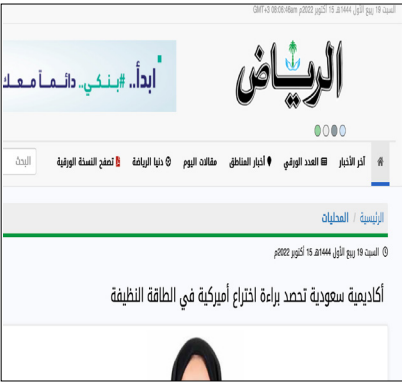 السبت 19 ربيع الأول 1444هـ 15 أكتوبر 2022م GMT+3 08:06:46am
ابدأ.. #بنكي.. دائـمـاً مـعـك
الرياض
آخر الأخبار العدد الورقي أخبار المناطق مقالات اليوم دنيا الرياضة تصفح النسخة الورقية البحث
الرئيسية / المحليات
السبت 19 ربيع الأول 1444هـ 15 أكتوبر 2022م
أكاديمية سعودية تحصد براءة اختراع أميركية في الطاقة النظيفة